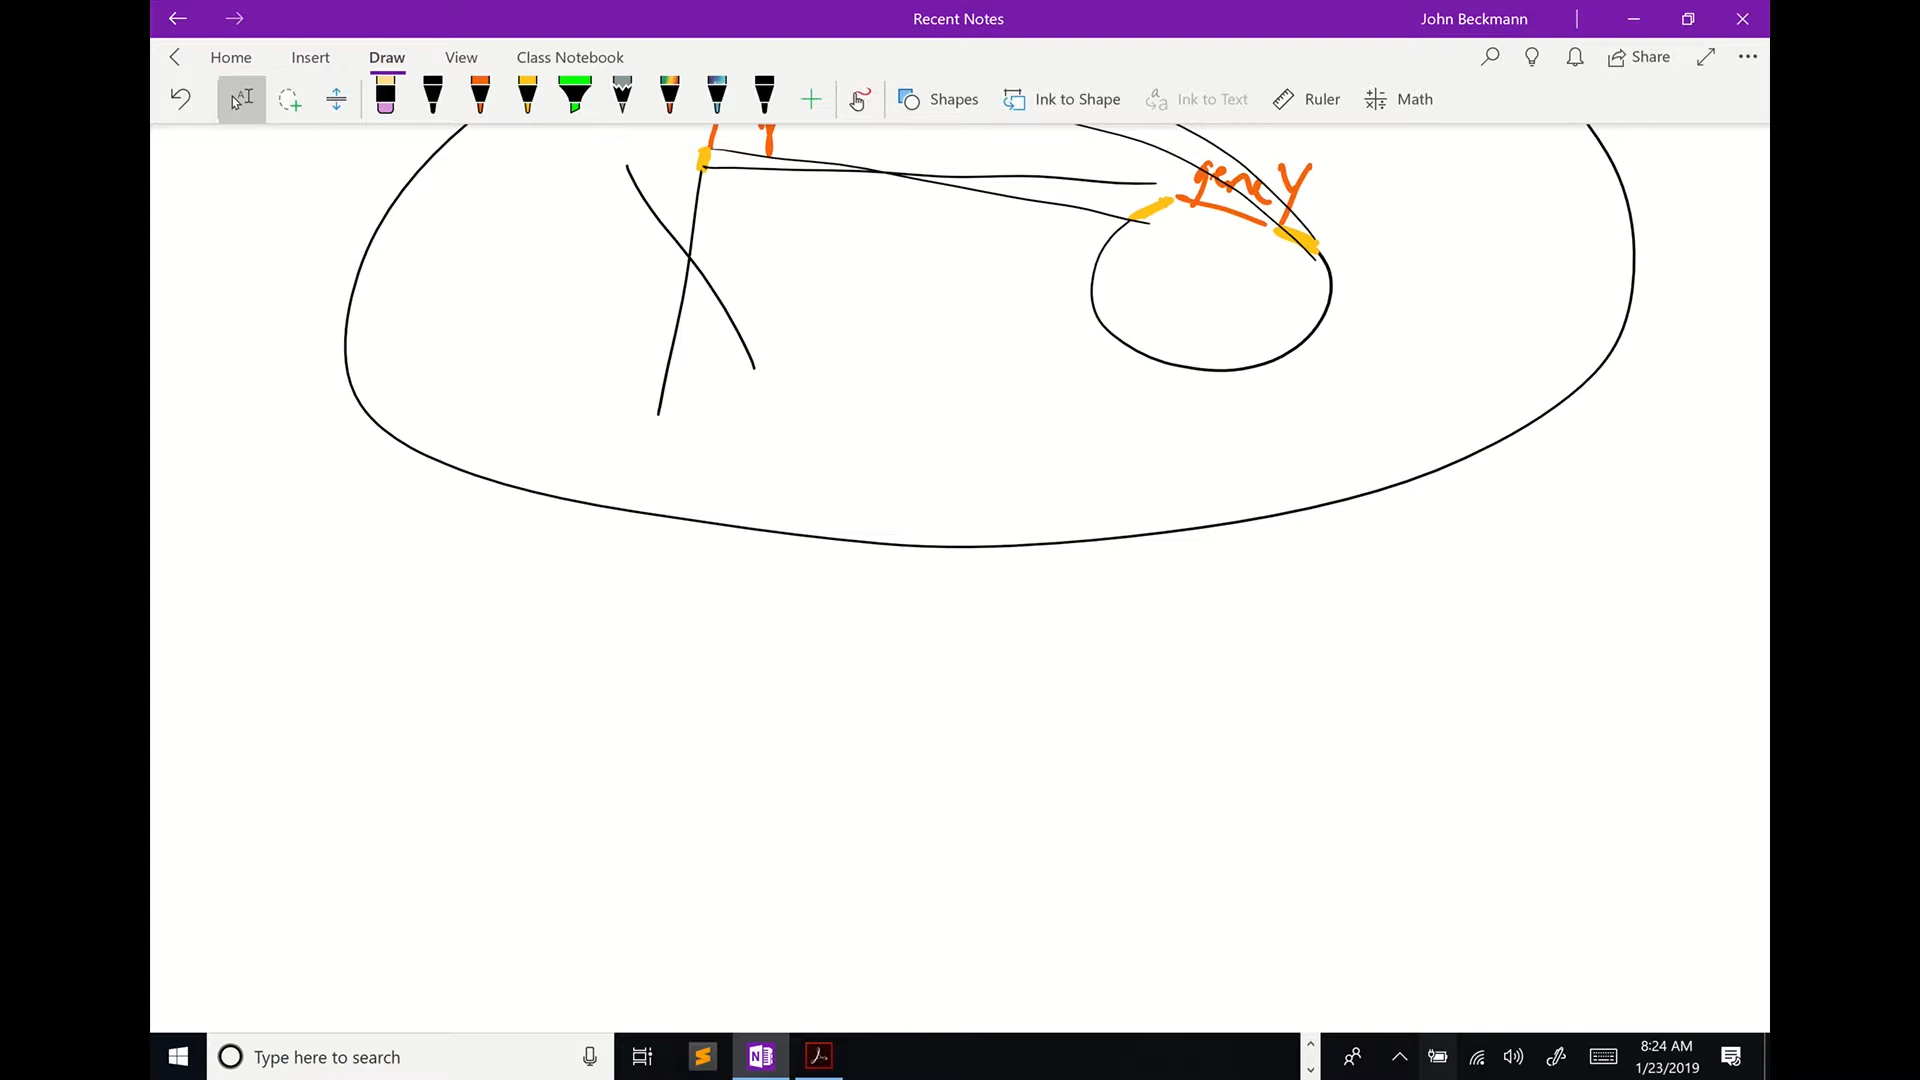 Recent Notes
John Beckmann
Home Insert Draw View Class Notebook
Share
Shapes Ink to Shape Ink to Text Ruler Math
gene Y
Type here to search
8:24 AM
1/23/2019